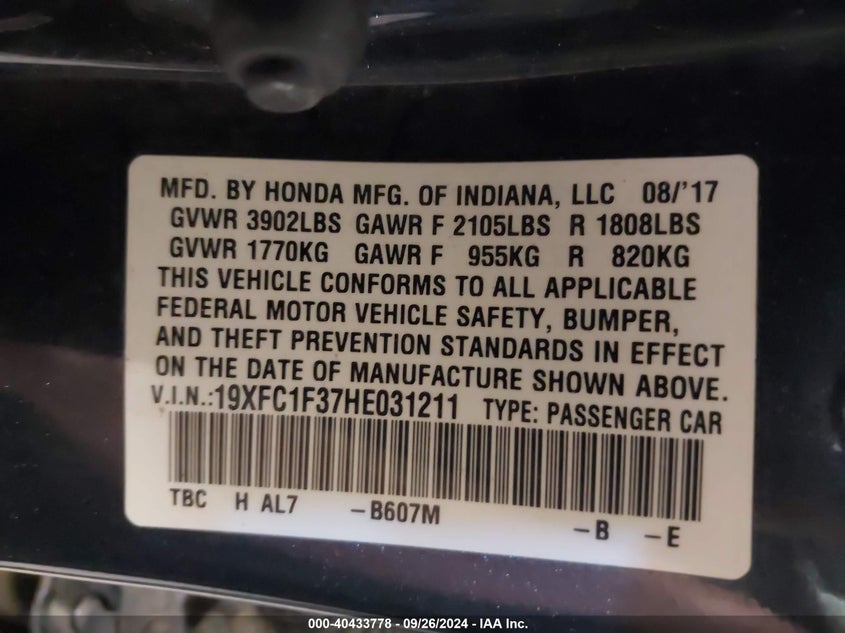 MFD. BY HONDA MFG. OF INDIANA, LLC 08/'17
GVWR 3902LBS GAWR F 2105LBS R 1808LBS
GVWR 1770KG GAWR F 955KG R 820KG
THIS VEHICLE CONFORMS TO ALL APPLICABLE
FEDERAL MOTOR VEHICLE SAFETY, BUMPER,
AND THEFT PREVENTION STANDARDS IN EFFECT
ON THE DATE OF MANUFACTURE SHOWN ABOVE.
V.I.N.:19XFC1F37HE031211 TYPE: PASSENGER CAR
TBC H AL7 -B607M -B -E
000-40433778 - 09/26/2024 - IAA Inc.